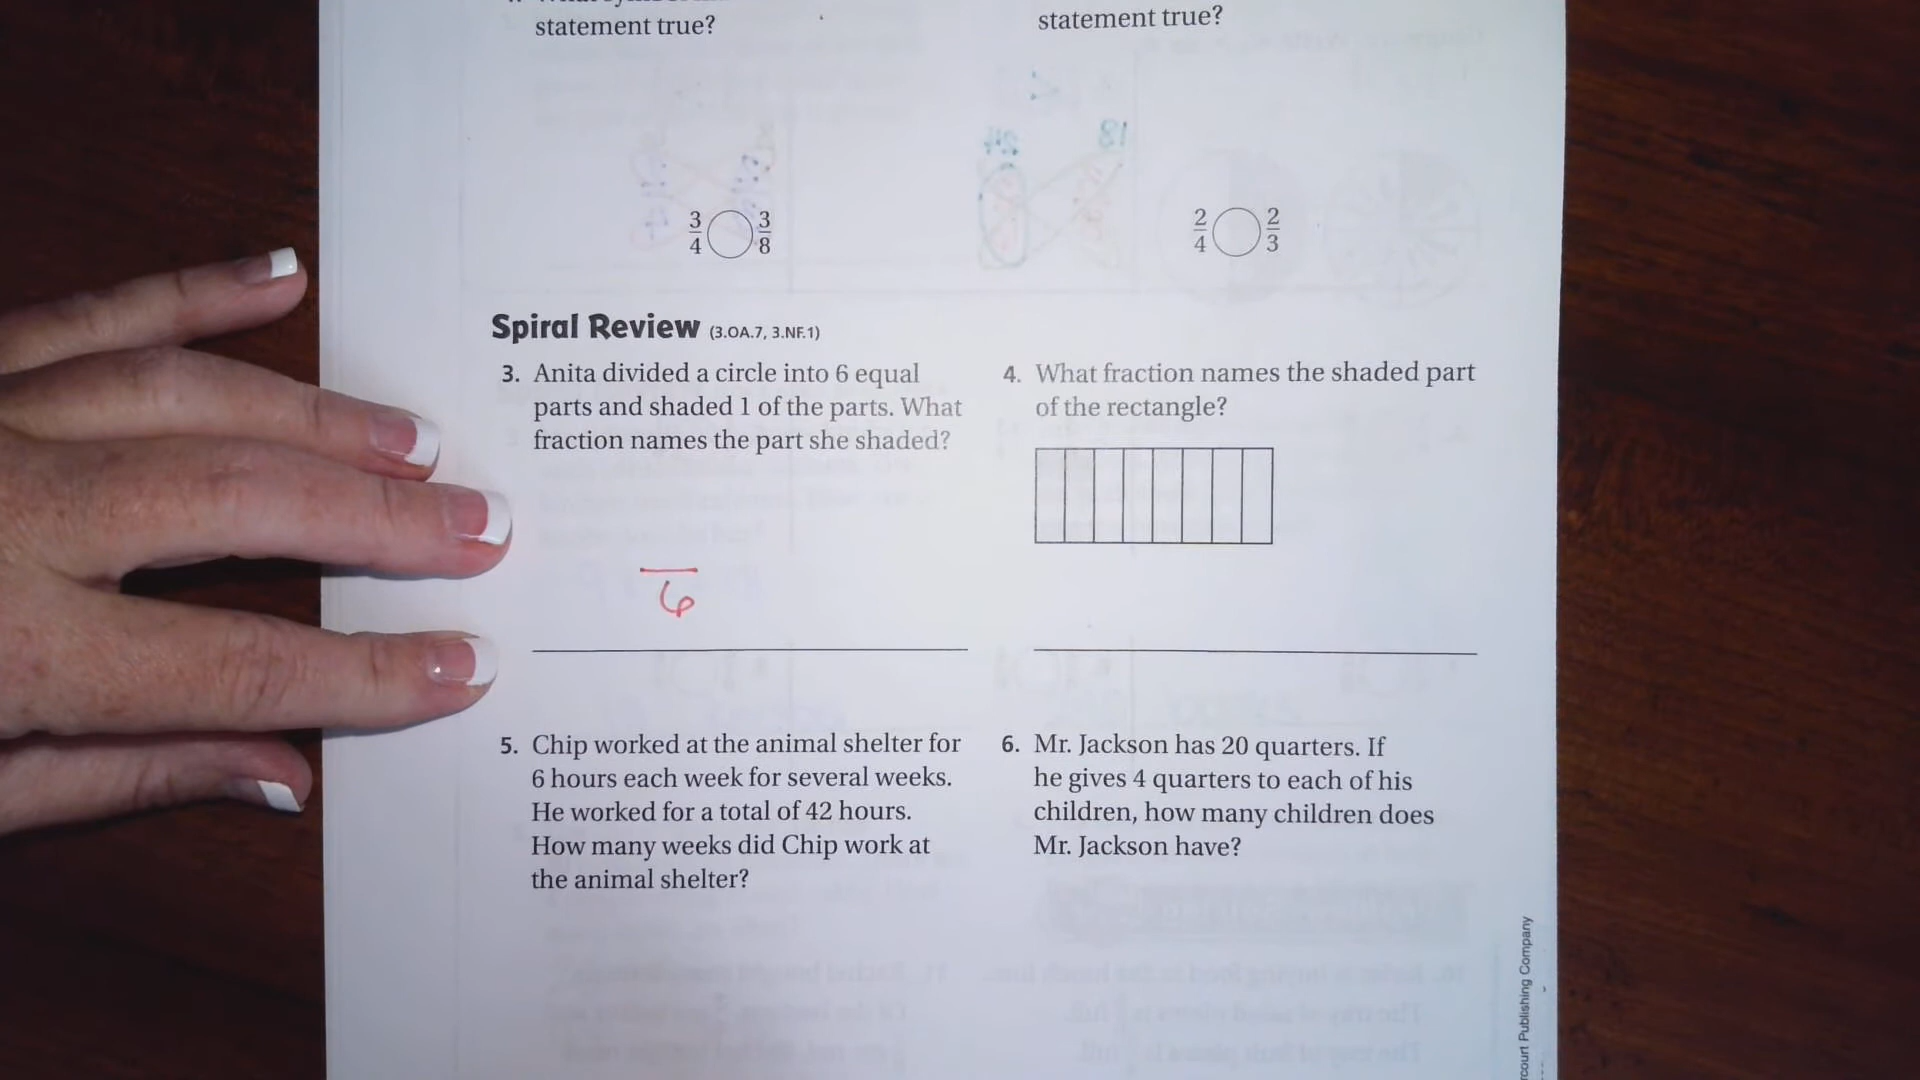 statement true?
statement true?
3/4 ○ 3/8
2/4 ○ 2/3
Spiral Review (3.OA.7, 3.NF.1)
3. Anita divided a circle into 6 equal
parts and shaded 1 of the parts. What
fraction names the part she shaded?
6
4. What fraction names the shaded part
of the rectangle?
5. Chip worked at the animal shelter for
6 hours each week for several weeks.
He worked for a total of 42 hours.
How many weeks did Chip work at
the animal shelter?
6. Mr. Jackson has 20 quarters. If
he gives 4 quarters to each of his
children, how many children does
Mr. Jackson have?
Publishing Company